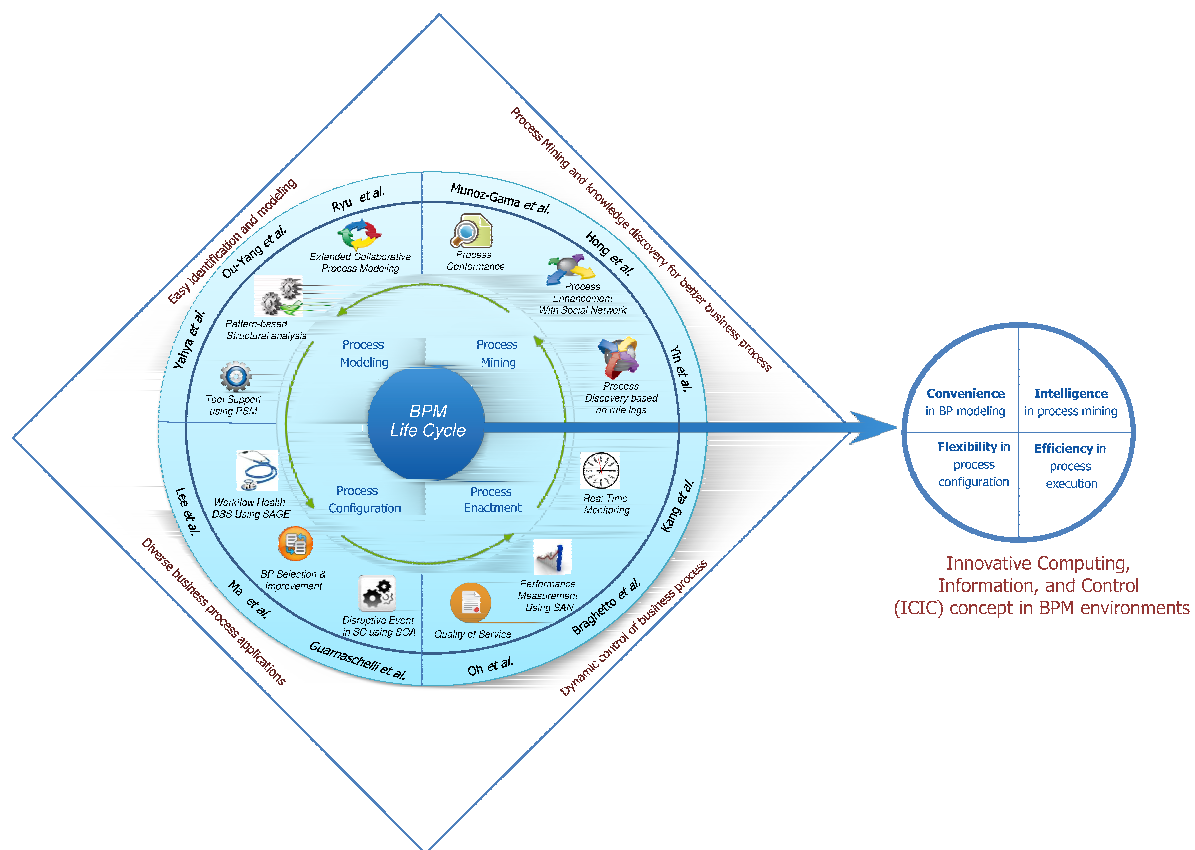 Process Mining and knowledge discovery for better business process
Easy identification and modeling
Ryu et al.
Munoz-Gama et al.
Ou-Yang et al.
Hong et al.
Yahya et al.
Yin et al.
Extended Collaborative
Process Modeling
Process
Conformance
Process
Enhancement
With Social Network
Pattern-based
Structural analysis
Process
Modeling
Process
Mining
Tool Support
using PSM
Process
Discovery based
on rule logs
BPM
Life Cycle
Convenience
in BP modeling
Intelligence
in process mining
Flexibility in
process
configuration
Efficiency in
process
execution
Innovative Computing,
Information, and Control
(ICIC) concept in BPM environments
Workflow Health
DSS Using SAGE
Process
Configuration
Process
Enactment
Real Time
Monitoring
BP Selection &
Improvement
Disruptive Event
in SC using
Quality of Service
Performance
Measurement
Using SAN
Lee et al.
Kang et al.
Ma et al.
Braghetto et al.
Guarnaschelli et al.
Oh et al.
Diverse business process applications
Dynamic control of business process